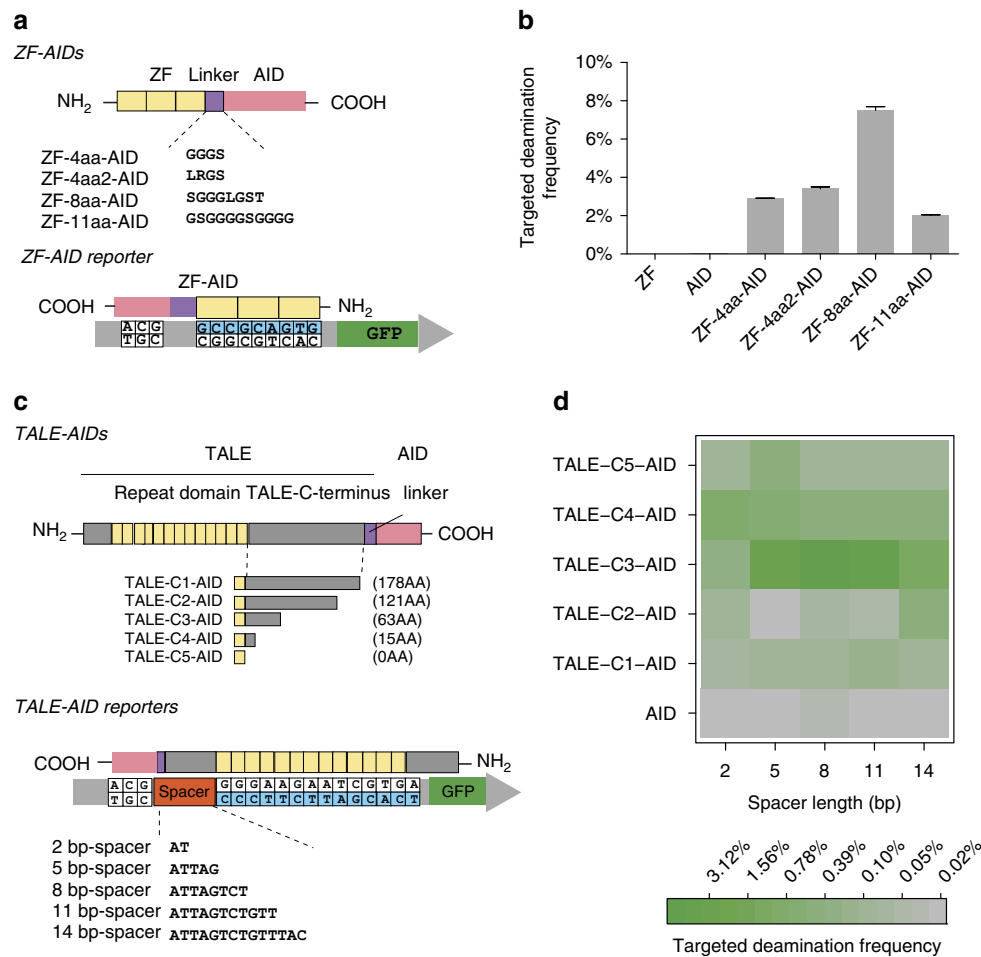 a
ZF-AIDs
ZF Linker AID
NH2 COOH
ZF-4aa-AID GGGS
ZF-4aa2-AID LRGS
ZF-8aa-AID SGGGLGST
ZF-11aa-AID GSGGGGSGGGG
ZF-AID reporter
ZF-AID
COOH NH2
ACG GCCGCAGTG
TGC CGGCGTCAC
GFP
b
Targeted deamination frequency
10%
8%
6%
4%
2%
0%
ZF
AID
ZF-4aa-AID
ZF-4aa2-AID
ZF-8aa-AID
ZF-11aa-AID
c
TALE-AIDs
TALE AID
Repeat domain TALE-C-terminus linker
NH2 COOH
TALE-C1-AID (178AA)
TALE-C2-AID (121AA)
TALE-C3-AID (63AA)
TALE-C4-AID (15AA)
TALE-C5-AID (0AA)
TALE-AID reporters
COOH NH2
ACG GGGAAGAATCGTGA
TGC CCCTTCTTAGCACT
Spacer GFP
2 bp-spacer AT
5 bp-spacer ATTAG
8 bp-spacer ATTAGTCT
11 bp-spacer ATTAGTCTGTT
14 bp-spacer ATTAGTCTGTTTAC
d
TALE–C5–AID
TALE–C4–AID
TALE–C3–AID
TALE–C2–AID
TALE–C1–AID
AID
2 5 8 11 14
Spacer length (bp)
3.12% 1.56% 0.78% 0.39% 0.10% 0.05% 0.02%
Targeted deamination frequency